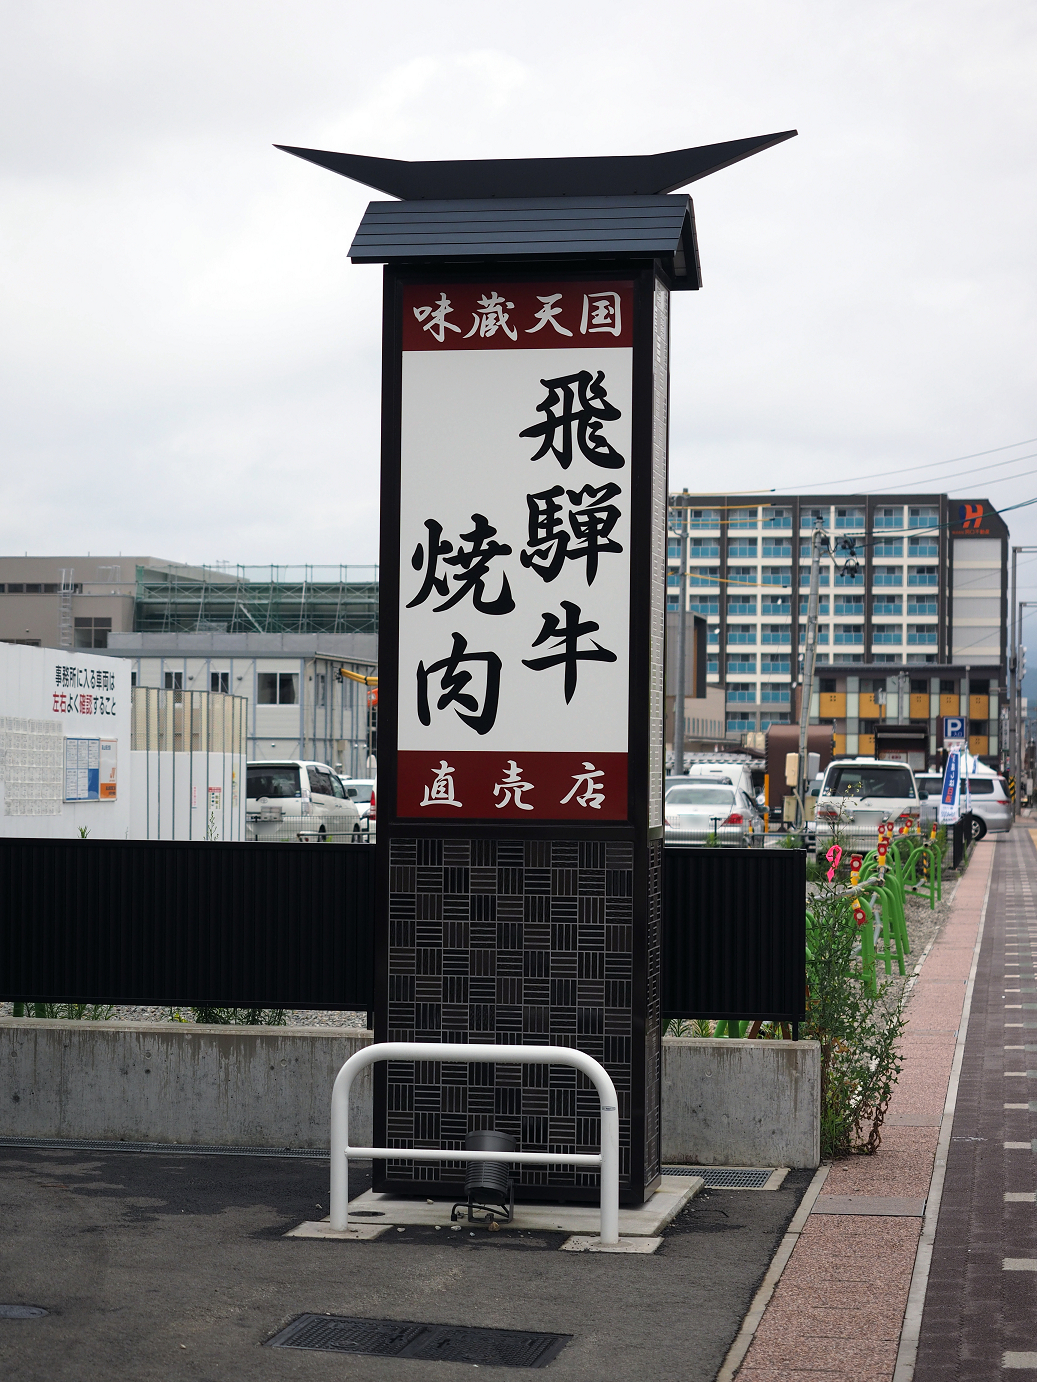 味蔵天国
飛騨牛
焼肉
直売店
事務所に入る車両は
左右よく確認すること
H
P